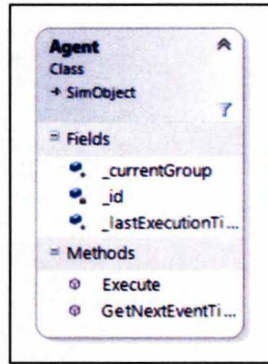 Agent
Class
SimObject
Fields
_currentGroup
_id
_lastExecutionTi...
Methods
Execute
GetNextEventTi...